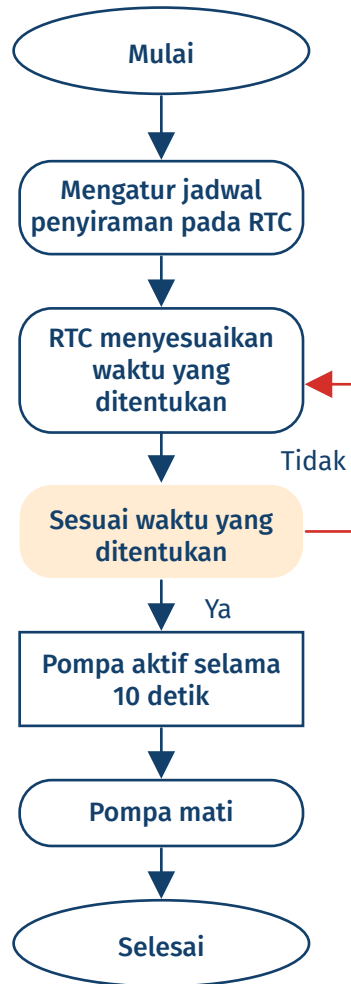 Mulai
Mengatur jadwal
penyiraman pada RTC
RTC menyesuaikan
waktu yang
ditentukan
Tidak
Sesuai waktu yang
ditentukan
Ya
Pompa aktif selama
10 detik
Pompa mati
Selesai